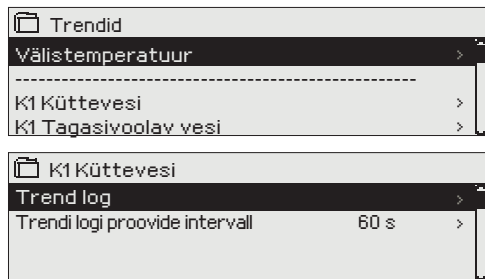 Trendid
Välistemperatuur >
----------------------------------------------------
K1 Küttevesi >
K1 Tagasivoolav vesi >
K1 Küttevesi
Trend log >
Trendi logi proovide intervall 60 s >